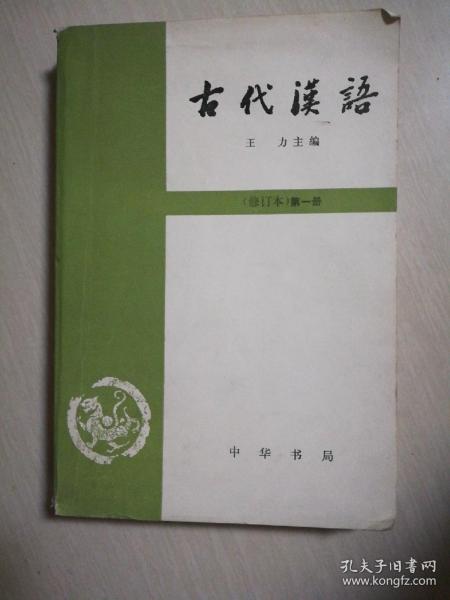 古代漢語
王 力主编
(修订本)第一册
中华书局
孔夫子旧书网
www.kongfz.com